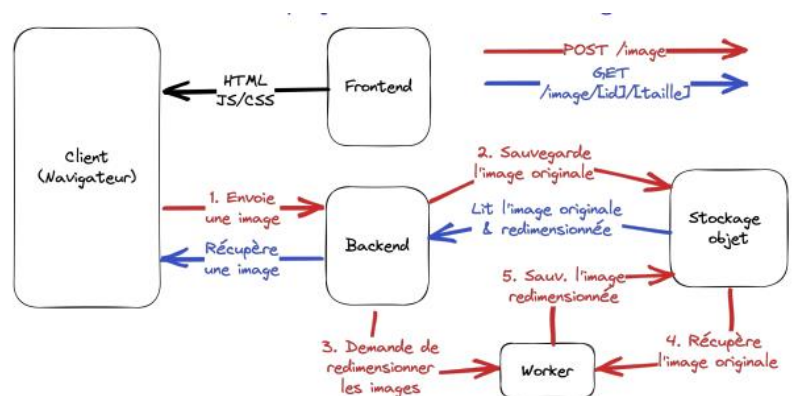 HTML
JS/CSS
Frontend
POST /image
GET
/image/[id]/[taille]
Client
(Navigateur)
1. Envoie
une image
Récupère
une image
Backend
2. Sauvegarde
l'image originale
Lit l'image originale
& redimensionnée
Stockage
objet
5. Sauv. l'image
redimensionnée
3. Demande de
redimensionner
les images
Worker
4. Récupère
l'image originale